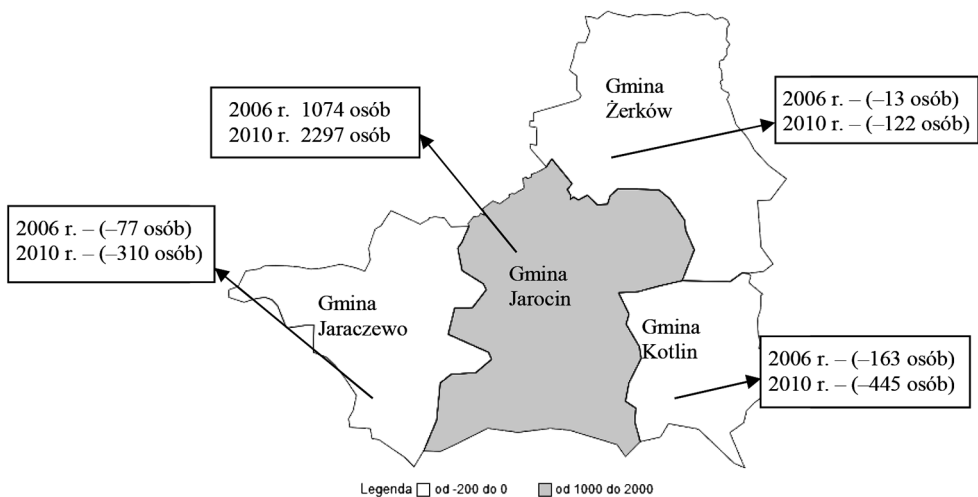 Gmina
Żerków
2006 r. – (–13 osób)
2010 r. – (–122 osób)
2006 r. 1074 osób
2010 r. 2297 osób
2006 r. – (–77 osób)
2010 r. – (–310 osób)
Gmina
Jarocin
Gmina
Jaraczewo
Gmina
Kotlin
2006 r. – (–163 osób)
2010 r. – (–445 osób)
Legenda od -200 do 0 od 1000 do 2000